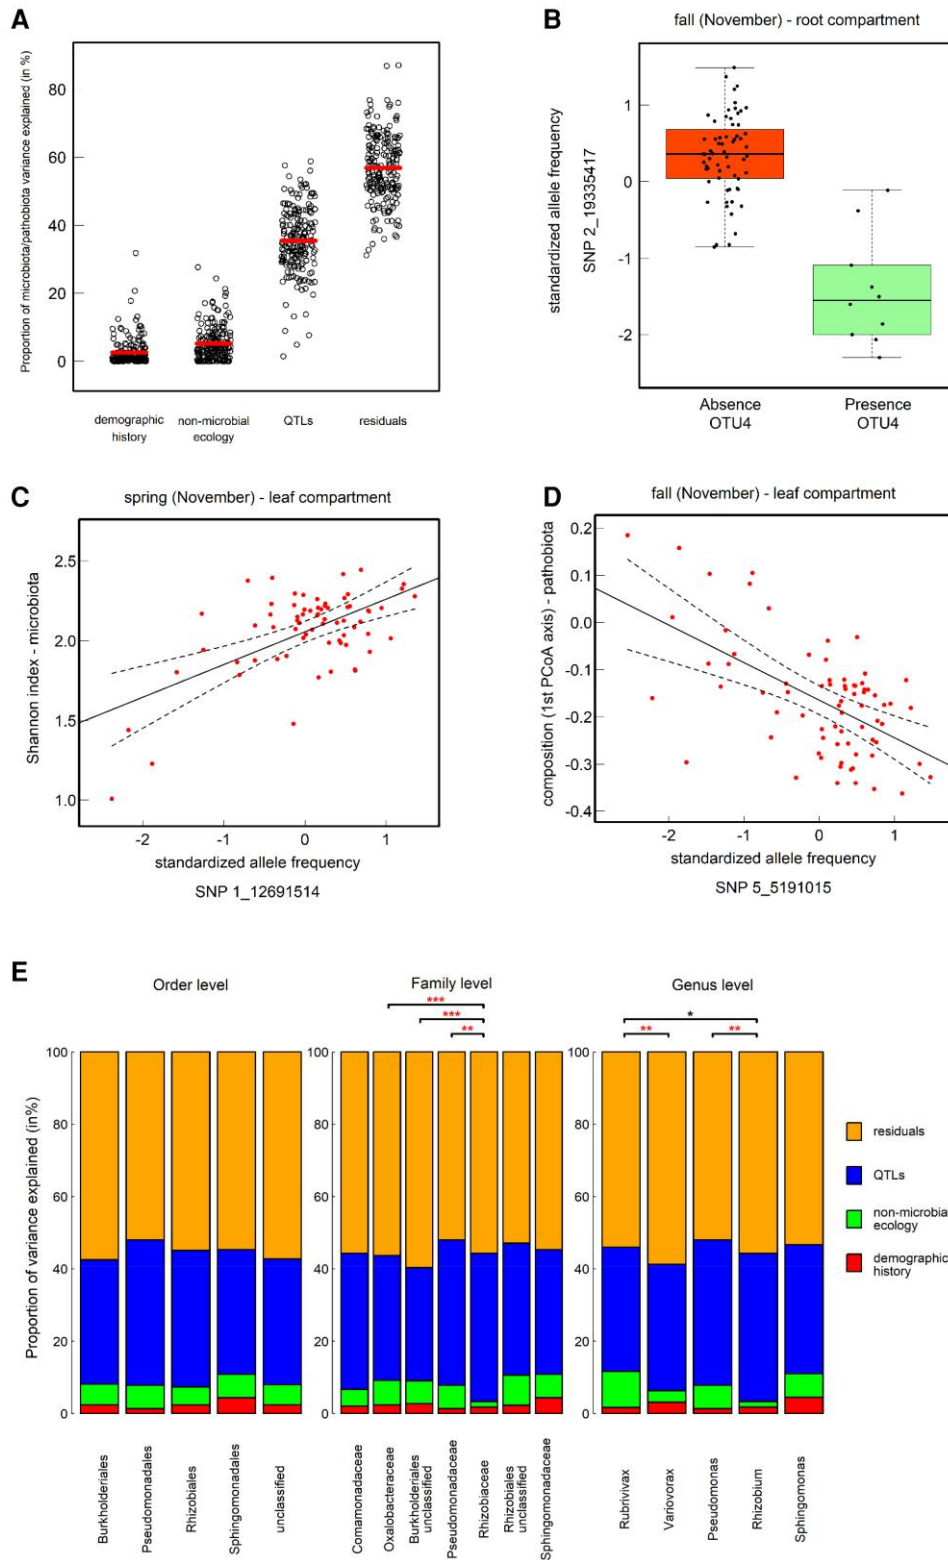 A
Proportion of microbiota/pathobiota variance explained (in %)
80
60
40
20
0
demographic
history
non-microbial
ecology
QTLs
residuals
B
fall (November) - root compartment
standardized allele frequency
SNP 2_19335417
1
0
-1
-2
Absence
OTU4
Presence
OTU4
C
spring (November) - leaf compartment
Shannon index - microbiota
2.5
2.0
1.5
1.0
-2
-1
0
1
standardized allele frequency
SNP 1_12691514
D
fall (November) - leaf compartment
composition (1st PCoA axis) - pathobiota
0.2
0.1
0.0
-0.1
-0.2
-0.3
-0.4
-2
-1
0
1
standardized allele frequency
SNP 5_5191015
E
Order level
Family level
Genus level
***
***
**
*
**
**
Proportion of variance explained (in%)
100
80
60
40
20
0
Burkholderiales
Pseudomonadales
Rhizobiales
Sphingomonadales
unclassified
100
80
60
40
20
0
Comamonadaceae
Oxalobacteraceae
Burkholderiales
unclassified
Pseudomonadaceae
Rhizobiaceae
Rhizobiales
unclassified
Sphingomonadaceae
100
80
60
40
20
0
Rubrivivax
Variovorax
Pseudomonas
Rhizobium
Sphingomonas
residuals
QTLs
non-microbia
ecology
demographic
history